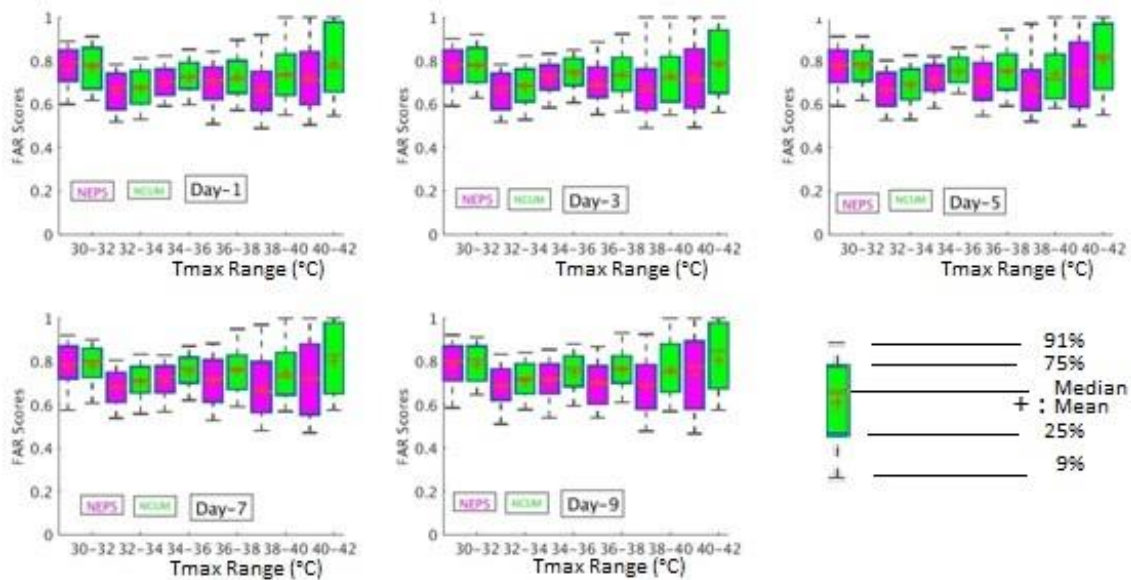 1
0.8
0.6
0.4
0.2
0
FAR Scores
NEPS NCUM Day-1
30-32 32-34 34-36 36-38 38-40 40-42
Tmax Range (°C)
1
0.8
0.6
0.4
0.2
0
FAR Scores
NEPS NCUM Day-3
30-32 32-34 34-36 36-38 38-40 40-42
Tmax Range (°C)
1
0.8
0.6
0.4
0.2
0
FAR Scores
NEPS NCUM Day-5
30-32 32-34 34-36 36-38 38-40 40-42
Tmax Range (°C)
1
0.8
0.6
0.4
0.2
0
FAR Scores
NEPS NCUM Day-7
30-32 32-34 34-36 36-38 38-40 40-42
Tmax Range (°C)
1
0.8
0.6
0.4
0.2
0
FAR Scores
NEPS NCUM Day-9
30-32 32-34 34-36 36-38 38-40 40-42
Tmax Range (°C)
91%
75%
Median
+ : Mean
25%
9%